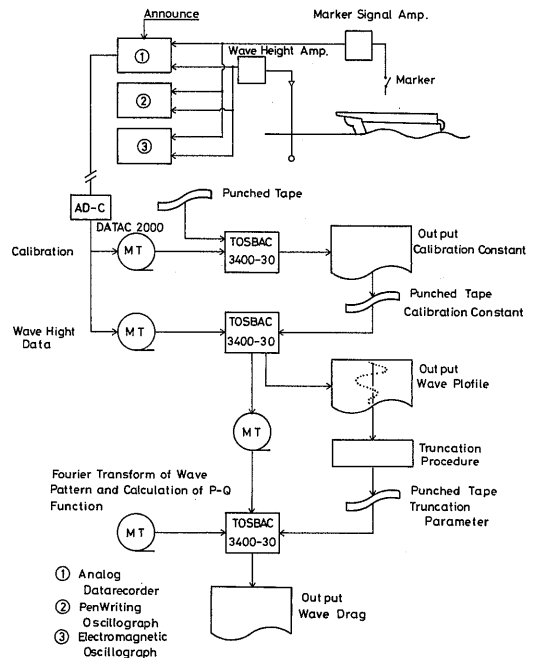 Announce
Marker Signal Amp.
Wave Height Amp.
①
Marker
②
③
Punched Tape
AD-C
DATAC 2000
Calibration
MT
TOSBAC
3400-30
Output
Calibration Constant
Punched Tape
Calibration Constant
Wave Hight
Data
MT
TOSBAC
3400-30
Output
Wave Plofile
MT
Truncation
Procedure
Fourier Transform of Wave
Pattern and Calculation of P-Q
Function
Punched Tape
Truncation
Parameter
MT
TOSBAC
3400-30
① Analog
Datarecorder
② PenWriting
Oscillograph
③ Electromagnetic
Oscillograph
Output
Wave Drag